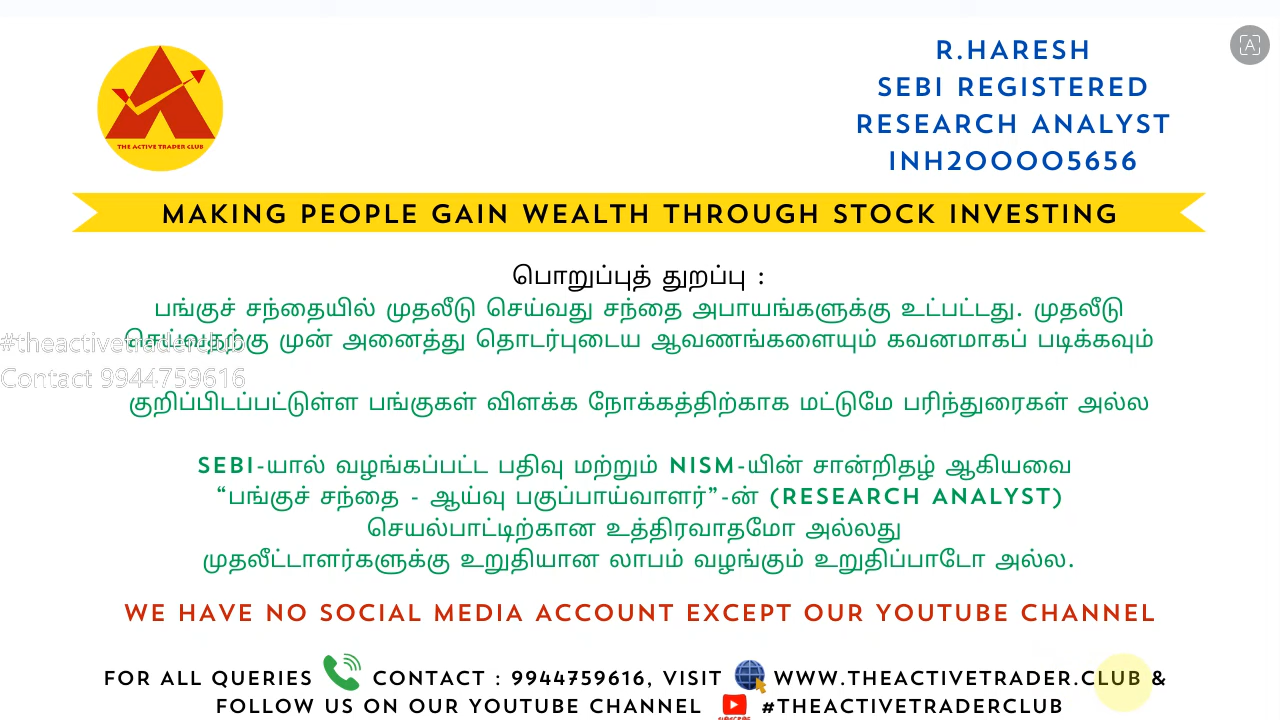 THE ACTIVE TRADER CLUB
R.HARESH
SEBI REGISTERED
RESEARCH ANALYST
INH200005656
MAKING PEOPLE GAIN WEALTH THROUGH STOCK INVESTING
பொறுப்புத் துறப்பு :
பங்குச் சந்தையில் முதலீடு செய்வது சந்தை அபாயங்களுக்கு உட்பட்டது. முதலீடு
செய்வதற்கு முன் அனைத்து தொடர்புடைய ஆவணங்களையும் கவனமாகப் படிக்கவும்
#theactivetraderclub
Contact 9944759616
குறிப்பிடப்பட்டுள்ள பங்குகள் விளக்க நோக்கத்திற்காக மட்டுமே பரிந்துரைகள் அல்ல
SEBI-யால் வழங்கப்பட்ட பதிவு மற்றும் NISM-யின் சான்றிதழ் ஆகியவை
“பங்குச் சந்தை - ஆய்வு பகுப்பாய்வாளர்”-ன் (RESEARCH ANALYST)
செயல்பாட்டிற்கான உத்திரவாதமோ அல்லது
முதலீட்டாளர்களுக்கு உறுதியான லாபம் வழங்கும் உறுதிப்பாடோ அல்ல.
WE HAVE NO SOCIAL MEDIA ACCOUNT EXCEPT OUR YOUTUBE CHANNEL
FOR ALL QUERIES CONTACT : 9944759616, VISIT WWW.THEACTIVETRADER.CLUB &
FOLLOW US ON OUR YOUTUBE CHANNEL #THEACTIVETRADERCLUB